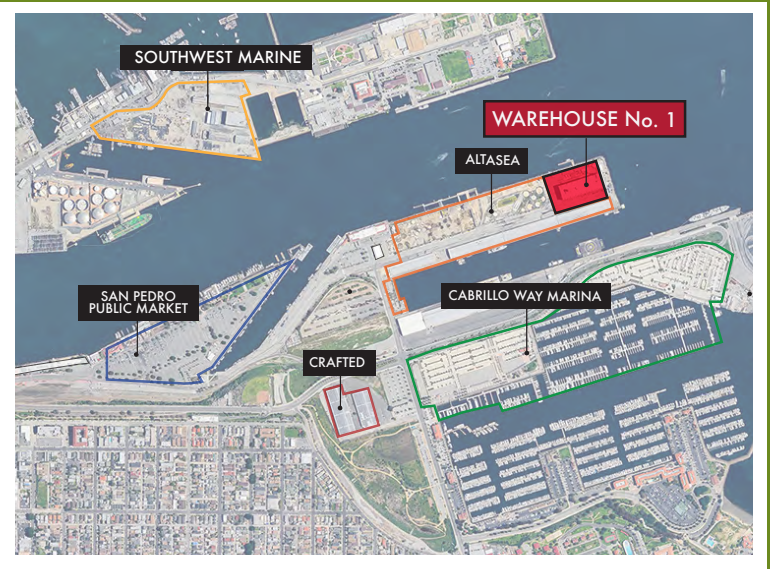 SOUTHWEST MARINE
WAREHOUSE No. 1
ALTASEA
CABRILLO WAY MARINA
SAN PEDRO
PUBLIC MARKET
CRAFTED